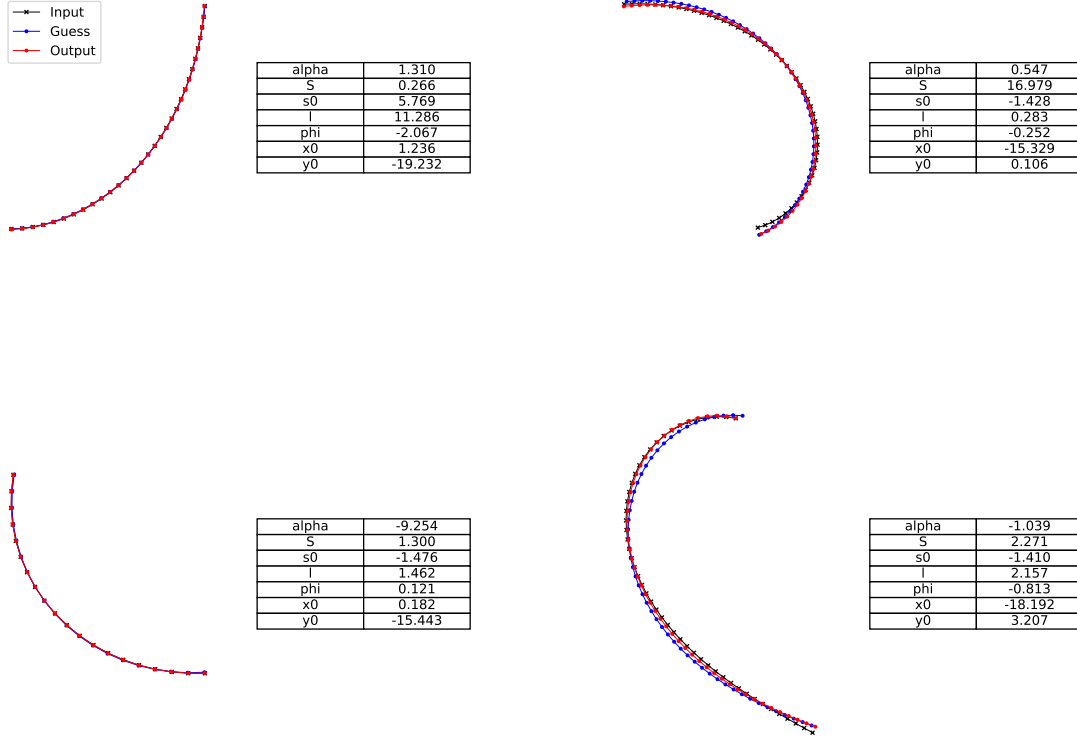 Input
Guess
Output
alpha 1.310
S 0.266
s0 5.769
l 11.286
phi -2.067
x0 1.236
y0 -19.232
alpha 0.547
S 16.979
s0 -1.428
l 0.283
phi -0.252
x0 -15.329
y0 0.106
alpha -9.254
S 1.300
s0 -1.476
l 1.462
phi 0.121
x0 0.182
y0 -15.443
alpha -1.039
S 2.271
s0 -1.410
l 2.157
phi -0.813
x0 -18.192
y0 3.207